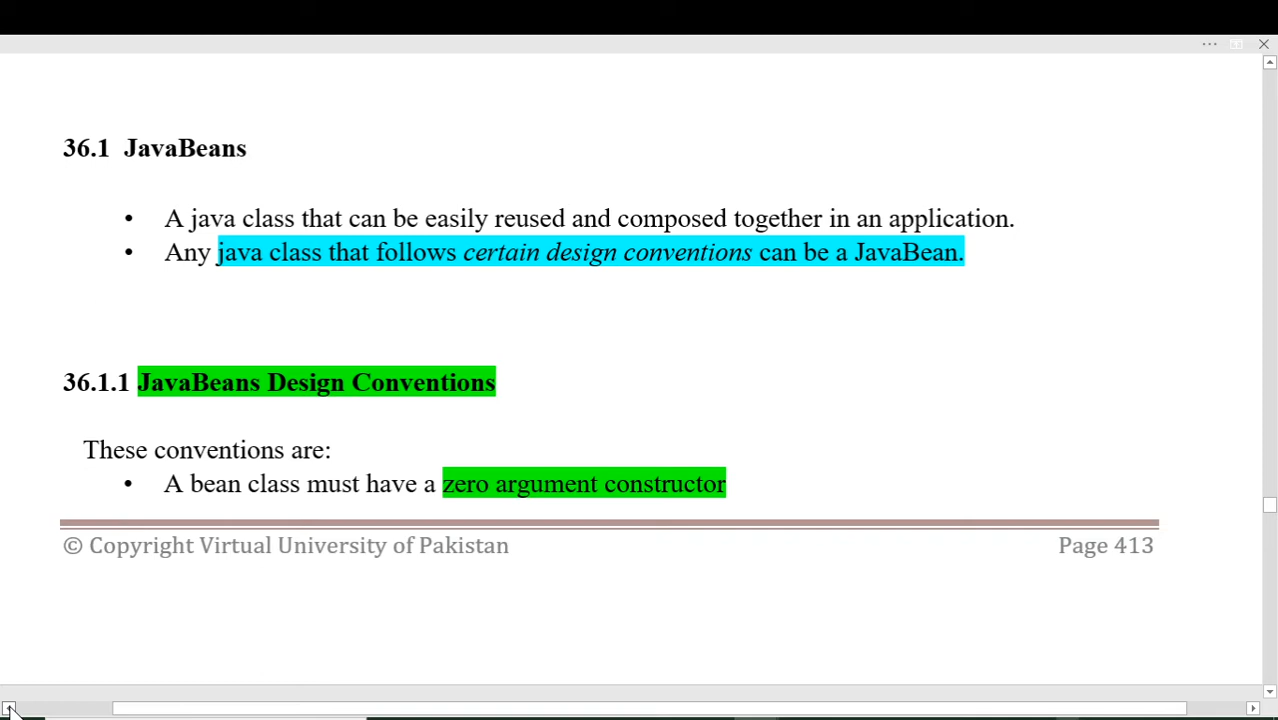 36.1 JavaBeans
• A java class that can be easily reused and composed together in an application.
• Any java class that follows certain design conventions can be a JavaBean.
36.1.1 JavaBeans Design Conventions
These conventions are:
• A bean class must have a zero argument constructor
© Copyright Virtual University of Pakistan Page 413